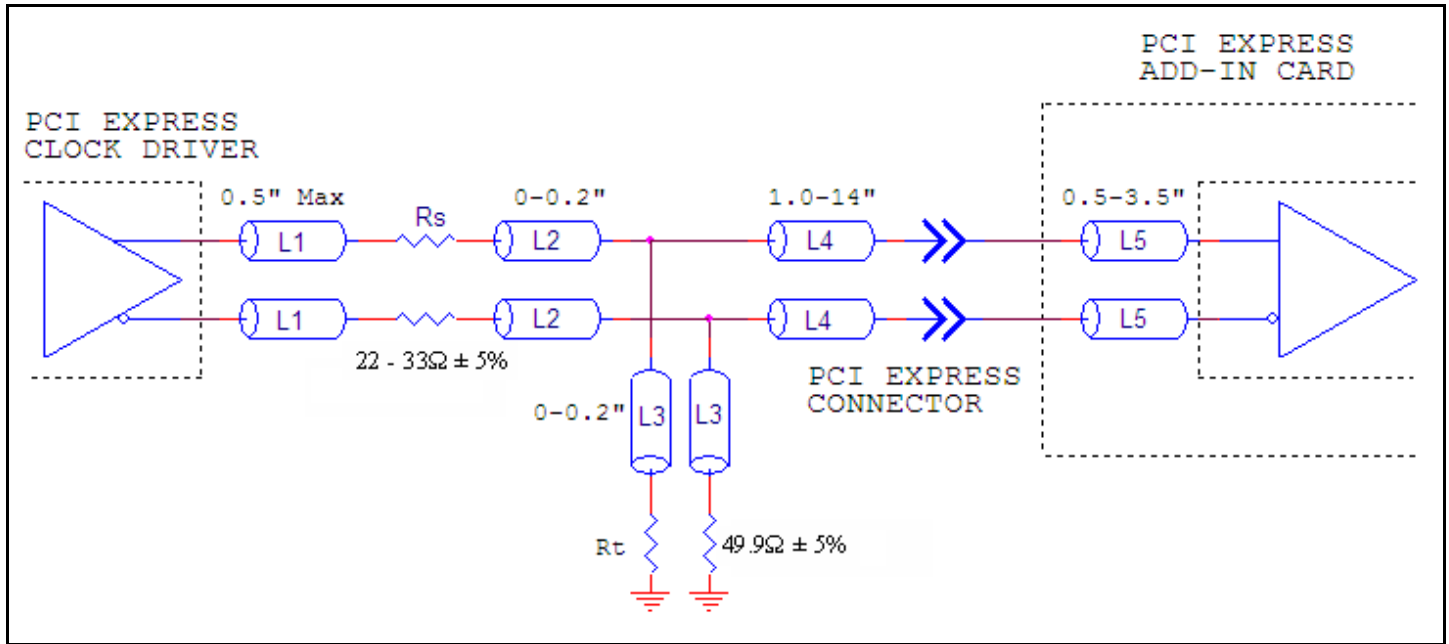 PCI EXPRESS
ADD-IN CARD
PCI EXPRESS
CLOCK DRIVER
0.5" Max
Rs
0-0.2"
1.0-14"
0.5-3.5"
L1
L2
L4
L5
L1
L2
L4
L5
22 - 33Ω ± 5%
PCI EXPRESS
CONNECTOR
0-0.2"
L3
L3
Rt
49.9Ω ± 5%